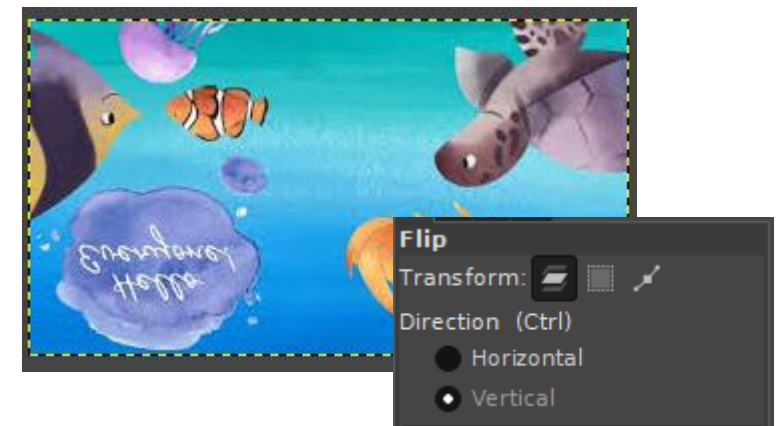 Hello
Everyone!
Flip
Transform:
Direction (Ctrl)
Horizontal
Vertical